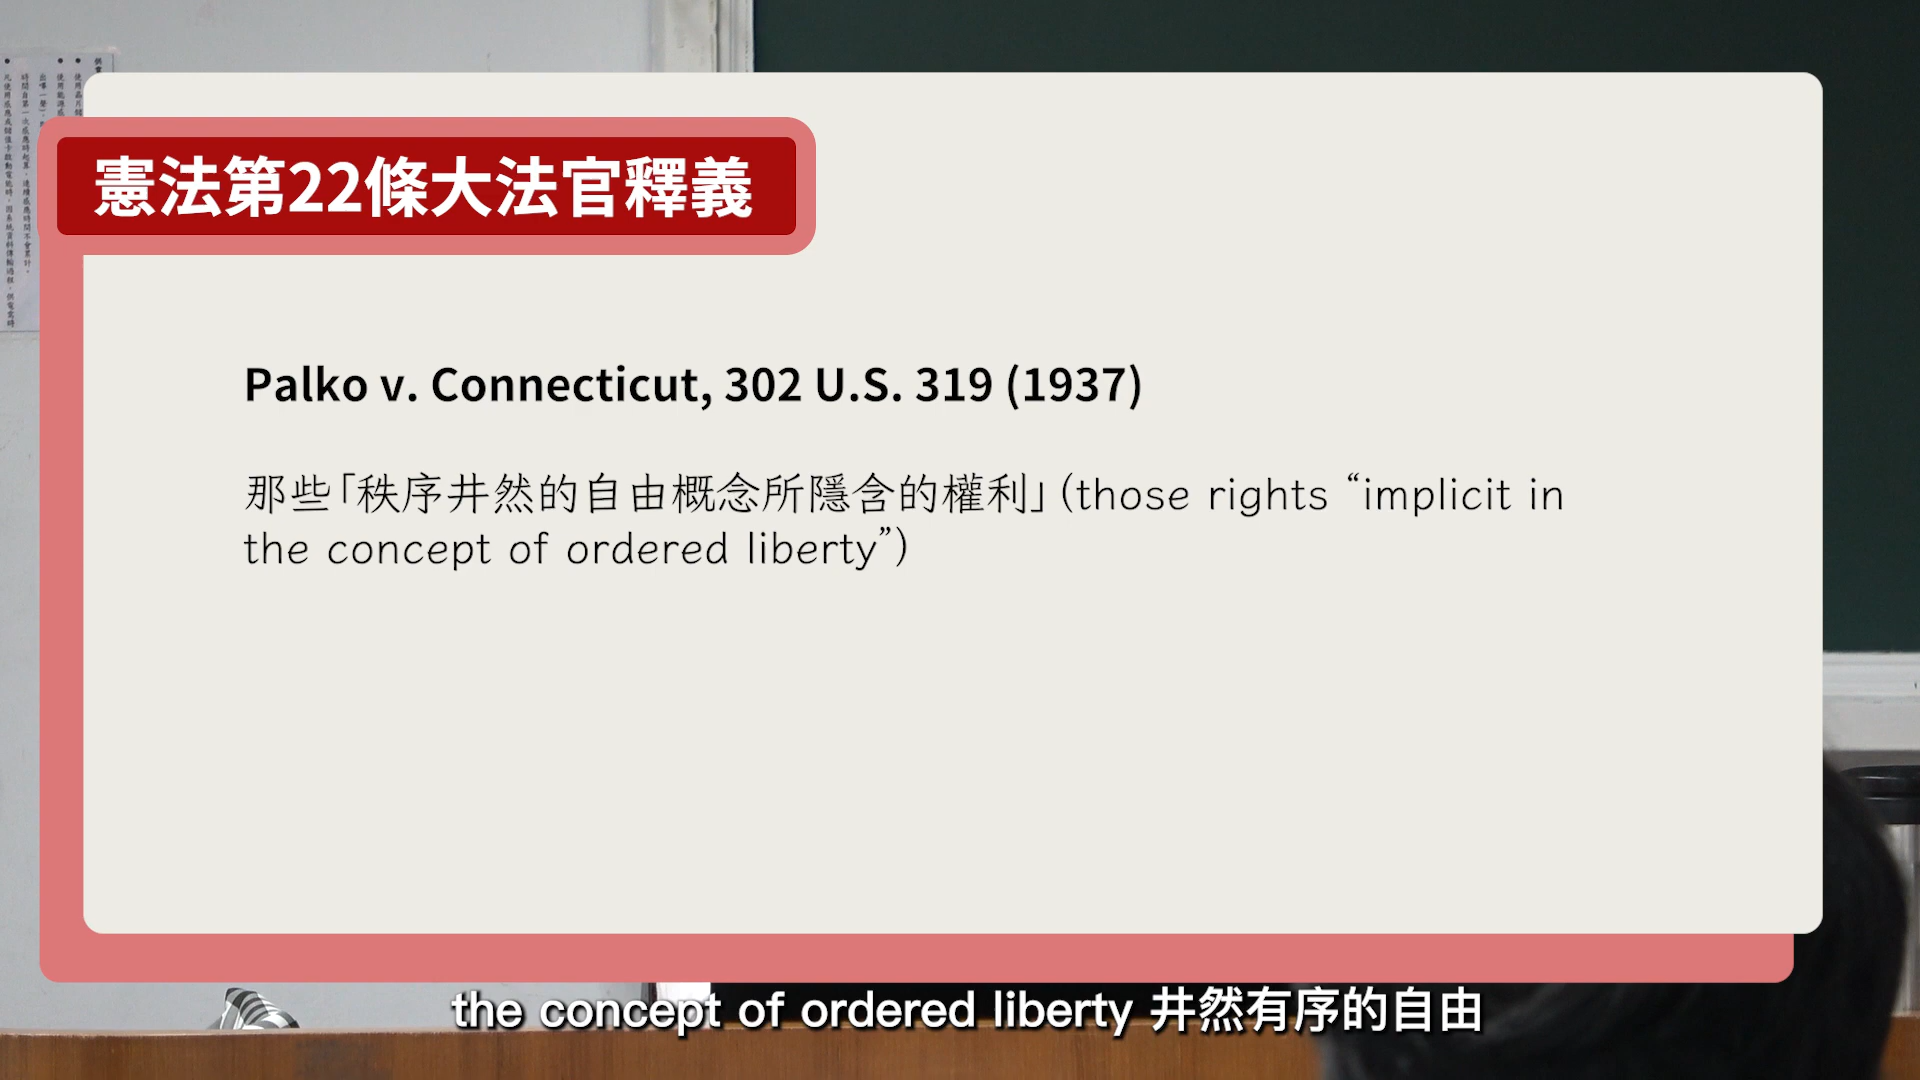 憲法第22條大法官釋義
Palko v. Connecticut, 302 U.S. 319 (1937)
那些「秩序井然的自由概念所隱含的權利」(those rights “implicit in
the concept of ordered liberty”)
the concept of ordered liberty 井然有序的自由